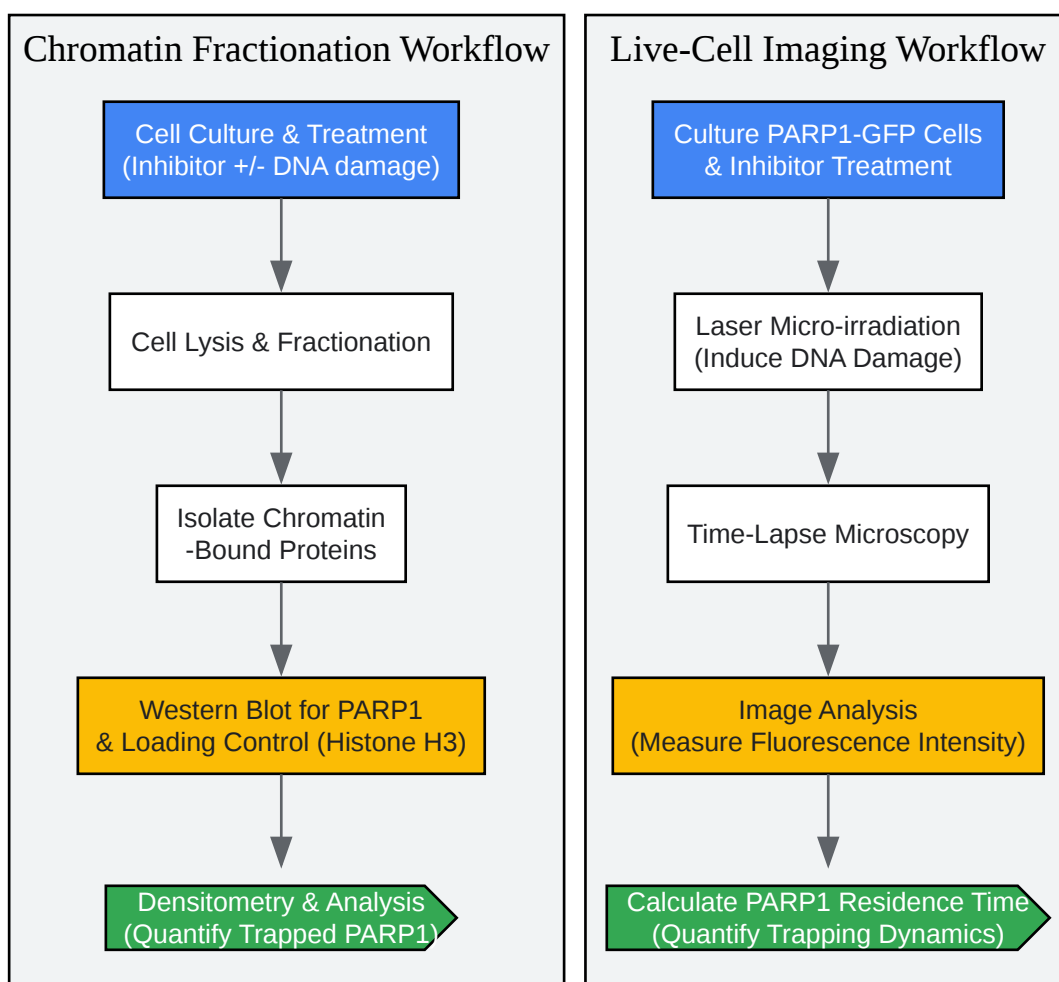 Chromatin Fractionation Workflow
Cell Culture & Treatment
(Inhibitor +/- DNA damage)
Cell Lysis & Fractionation
Isolate Chromatin
-Bound Proteins
Western Blot for PARP1
& Loading Control (Histone H3)
Densitometry & Analysis
(Quantify Trapped PARP1)
Live-Cell Imaging Workflow
Culture PARP1-GFP Cells
& Inhibitor Treatment
Laser Micro-irradiation
(Induce DNA Damage)
Time-Lapse Microscopy
Image Analysis
(Measure Fluorescence Intensity)
Calculate PARP1 Residence Time
(Quantify Trapping Dynamics)